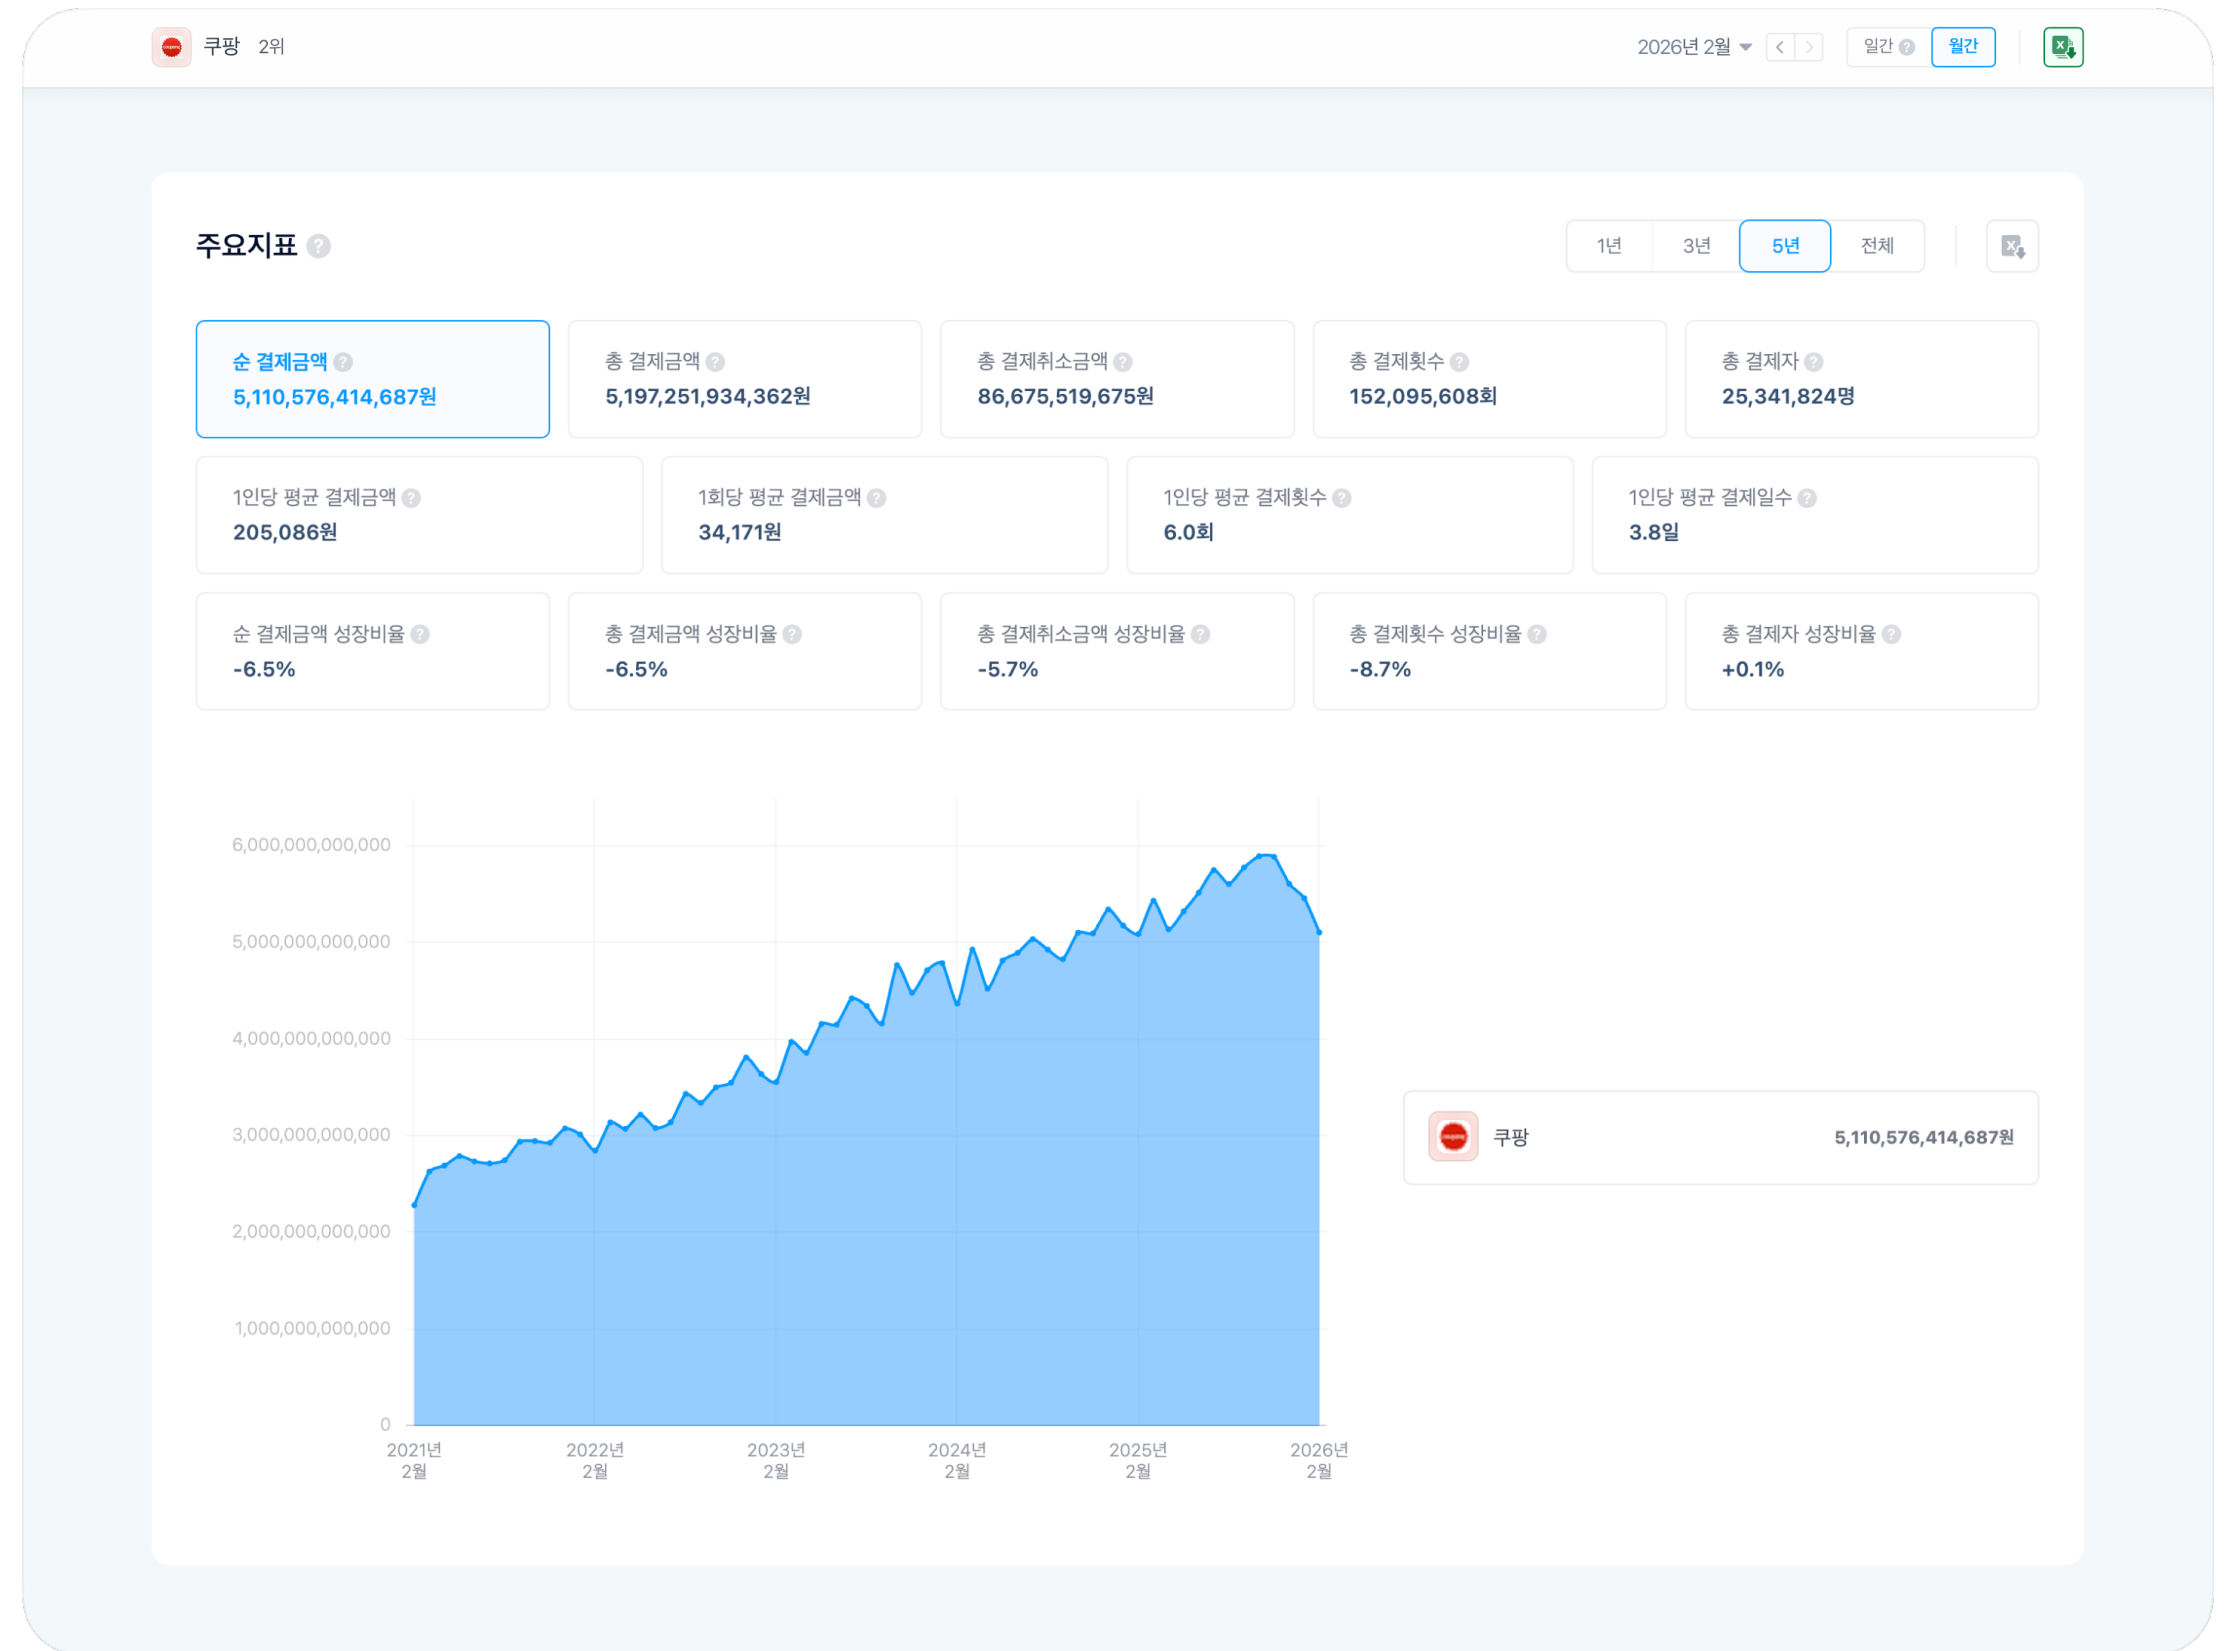 쿠팡 2위
2026년 2월
일간 ? 월간
주요지표 ?
1년 3년 5년 전체
순 결제금액 ?
5,110,576,414,687원
총 결제금액 ?
5,197,251,934,362원
총 결제취소금액 ?
86,675,519,675원
총 결제횟수 ?
152,095,608회
총 결제자 ?
25,341,824명
1인당 평균 결제금액 ?
205,086원
1회당 평균 결제금액 ?
34,171원
1인당 평균 결제횟수 ?
6.0회
1인당 평균 결제일수 ?
3.8일
순 결제금액 성장비율 ?
-6.5%
총 결제금액 성장비율 ?
-6.5%
총 결제취소금액 성장비율 ?
-5.7%
총 결제횟수 성장비율 ?
-8.7%
총 결제자 성장비율 ?
+0.1%
6,000,000,000,000
5,000,000,000,000
4,000,000,000,000
3,000,000,000,000
2,000,000,000,000
1,000,000,000,000
0
2021년
2월
2022년
2월
2023년
2월
2024년
2월
2025년
2월
2026년
2월
쿠팡 5,110,576,414,687원